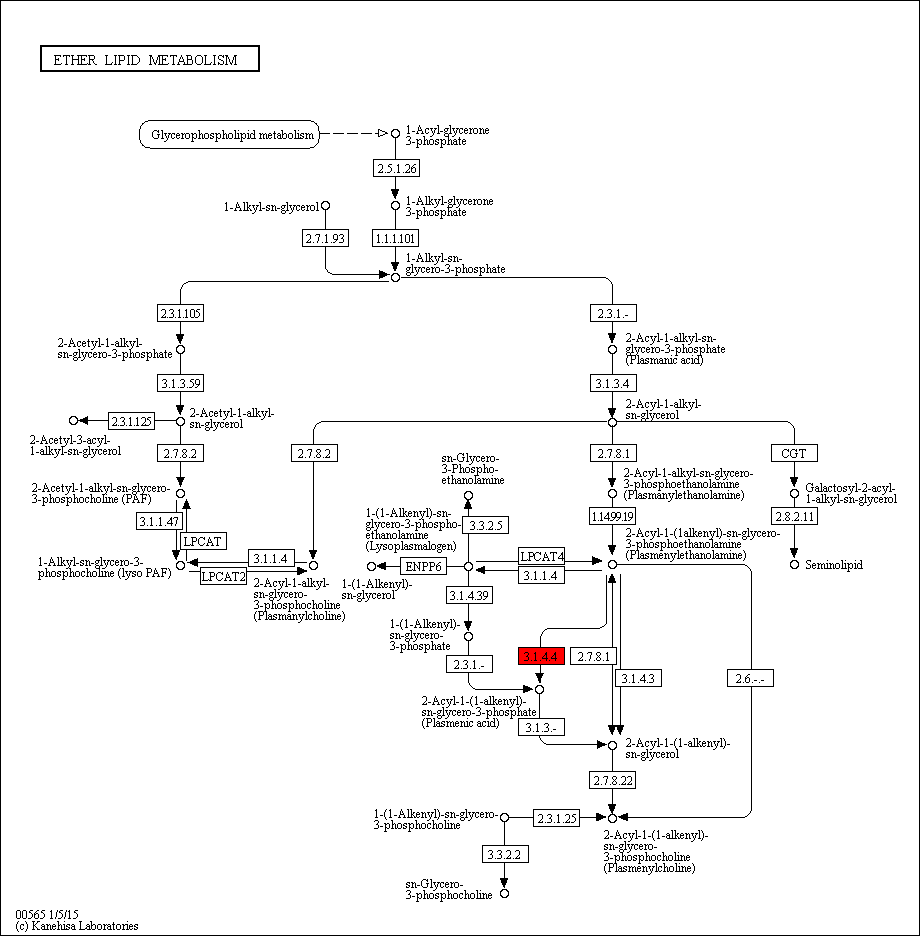 ETHER LIPID METABOLISM
Glycerophospholipid metabolism
1-Acyl-glycerone
3-phosphate
2.5.1.26
1-Alkyl-sn-glycerol
1-Alkyl-glycerone
3-phosphate
2.7.1.93
1.1.1.101
1-Alkyl-sn-
glycero-3-phosphate
2.3.1.105
2.3.1.-
2-Acetyl-1-alkyl-
sn-glycero-3-phosphate
2-Acyl-1-alkyl-sn-
glycero-3-phosphate
(Plasmanic acid)
3.1.3.59
3.1.3.4
2-Acetyl-1-alkyl-
sn-glycerol
2-Acyl-1-alkyl-
sn-glycerol
2.3.1.125
2-Acetyl-3-acyl-
1-alkyl-sn-glycerol
2.7.8.2
2.7.8.2
sn-Glycero-
3-Phospho-
ethanolamine
2.7.8.1
CGT
2-Acetyl-1-alkyl-sn-glycero-
3-phosphocholine (PAF)
2-Acyl-1-alkyl-sn-glycero-
3-phosphoethanolamine
(Plasmanylethanolamine)
Galactosyl-2-acyl-
1-alkyl-sn-glycerol
3.1.1.47
LPCAT
1-(1-Alkenyl)-sn-
glycero-3-phospho-
ethanolamine
(Lysoplasmalogen)
3.3.2.5
1.14.99.19
2.8.2.11
2-Acyl-1-(1alkenyl)-sn-glycero-
3-phosphoethanolamine
(Plasmenylethanolamine)
1-Alkyl-sn-glycero-3-
phosphocholine (lyso PAF)
3.1.1.4
LPCAT2
2-Acyl-1-alkyl-
sn-glycero-
3-phosphocholine
(Plasmanylcholine)
ENPP6
1-(1-Alkenyl)-
sn-glycerol
LPCAT4
3.1.1.4
Seminolipid
3.1.4.39
1-(1-Alkenyl)-
sn-glycero-
3-phosphate
2.3.1.-
3.1.4.4
2.7.8.1
3.1.4.3
2.6.-.-
2-Acyl-1-(1-alkenyl)-
sn-glycero-3-phosphate
(Plasmenic acid)
3.1.3.-
2-Acyl-1-(1-alkenyl)-
sn-glycerol
2.7.8.22
1-(1-Alkenyl)-sn-glycero-
3-phosphocholine
2.3.1.25
2-Acyl-1-(1-alkenyl)-
sn-glycero-
3-phosphocholine
(Plasmenylcholine)
3.3.2.2
sn-Glycero-
3-phosphocholine
00565 1/5/15
(c) Kanehisa Laboratories